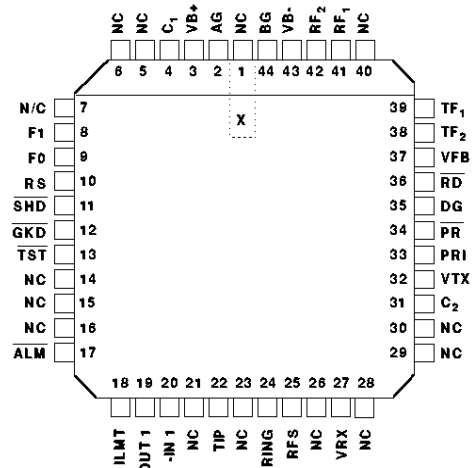 NC NC C1 VB+ AG NC BG VB- RF2 RF1 NC
6 5 4 3 2 1 44 43 42 41 40
X
N/C 7
F1 8
F0 9
RS 10
SHD 11
GKD 12
TST 13
NC 14
NC 15
NC 16
ALM 17
39 TF1
38 TF2
37 VFB
36 RD
35 DG
34 PR
33 PRI
32 VTX
31 C2
30 NC
29 NC
18 19 20 21 22 23 24 25 26 27 28
ILMT OUT 1 -IN 1 NC TIP NC RING RFS NC VRX NC